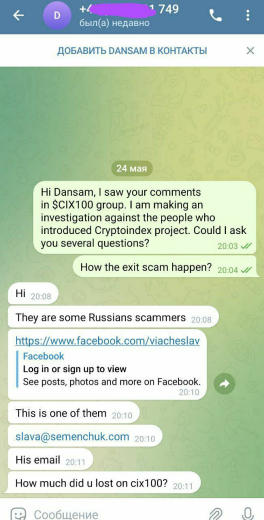 D
+4 1 749
был(а) недавно
ДОБАВИТЬ DANSAM В КОНТАКТЫ
24 мая
Hi Dansam, I saw your comments
in $CIX100 group. I am making an
investigation against the people who
introduced Cryptoindex project. Could I ask
you several questions? 20:03
How the exit scam happen? 20:04
Hi 20:08
They are some Russians scammers 20:08
https://www.facebook.com/viacheslav
Facebook
Log in or sign up to view
See posts, photos and more on Facebook.
20:10
This is one of them 20:10
slava@semenchuk.com 20:10
His email 20:11
How much did u lost on cix100? 20:11
Сообщение